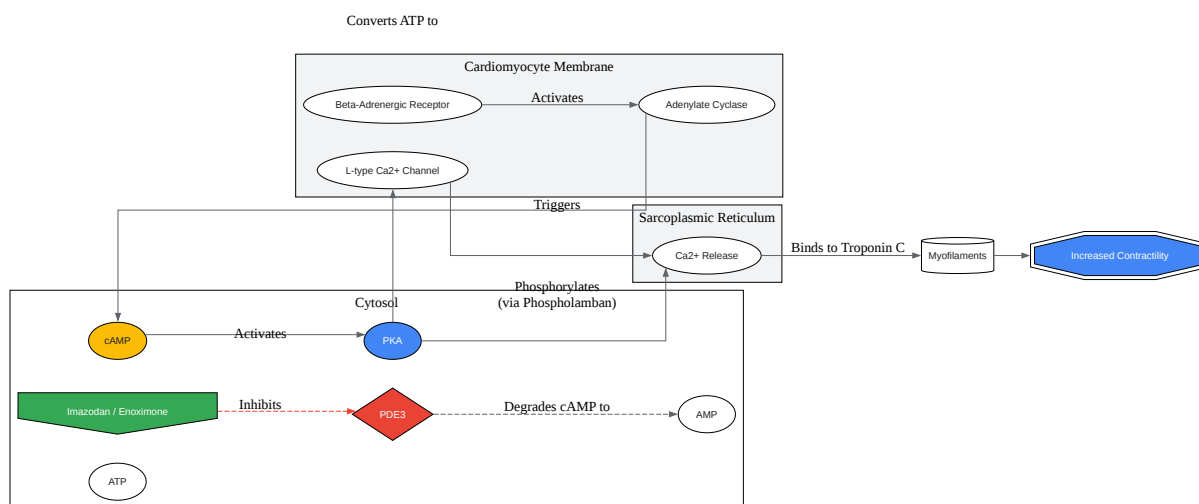 Converts ATP to
Cardiomyocyte Membrane
Beta-Adrenergic Receptor
Activates
Adenylate Cyclase
L-type Ca2+ Channel
Triggers
Sarcoplasmic Reticulum
Ca2+ Release
Binds to Troponin C
Myofilaments
Increased Contractility
Phosphorylates
(via Phospholamban)
Cytosol
cAMP
Activates
PKA
Imazodan / Enoximone
Inhibits
PDE3
Degrades cAMP to
AMP
ATP